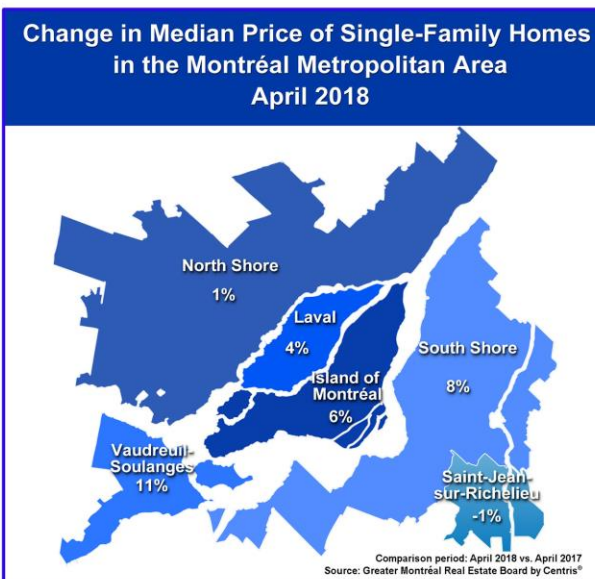 Change in Median Price of Single-Family Homes
in the Montréal Metropolitan Area
April 2018
North Shore
1%
Laval
4%
Island of
Montréal
6%
South Shore
8%
Vaudreuil-
Soulanges
11%
Saint-Jean-
sur-Richelieu
-1%
Comparison period: April 2018 vs. April 2017
Source: Greater Montréal Real Estate Board by Centris®